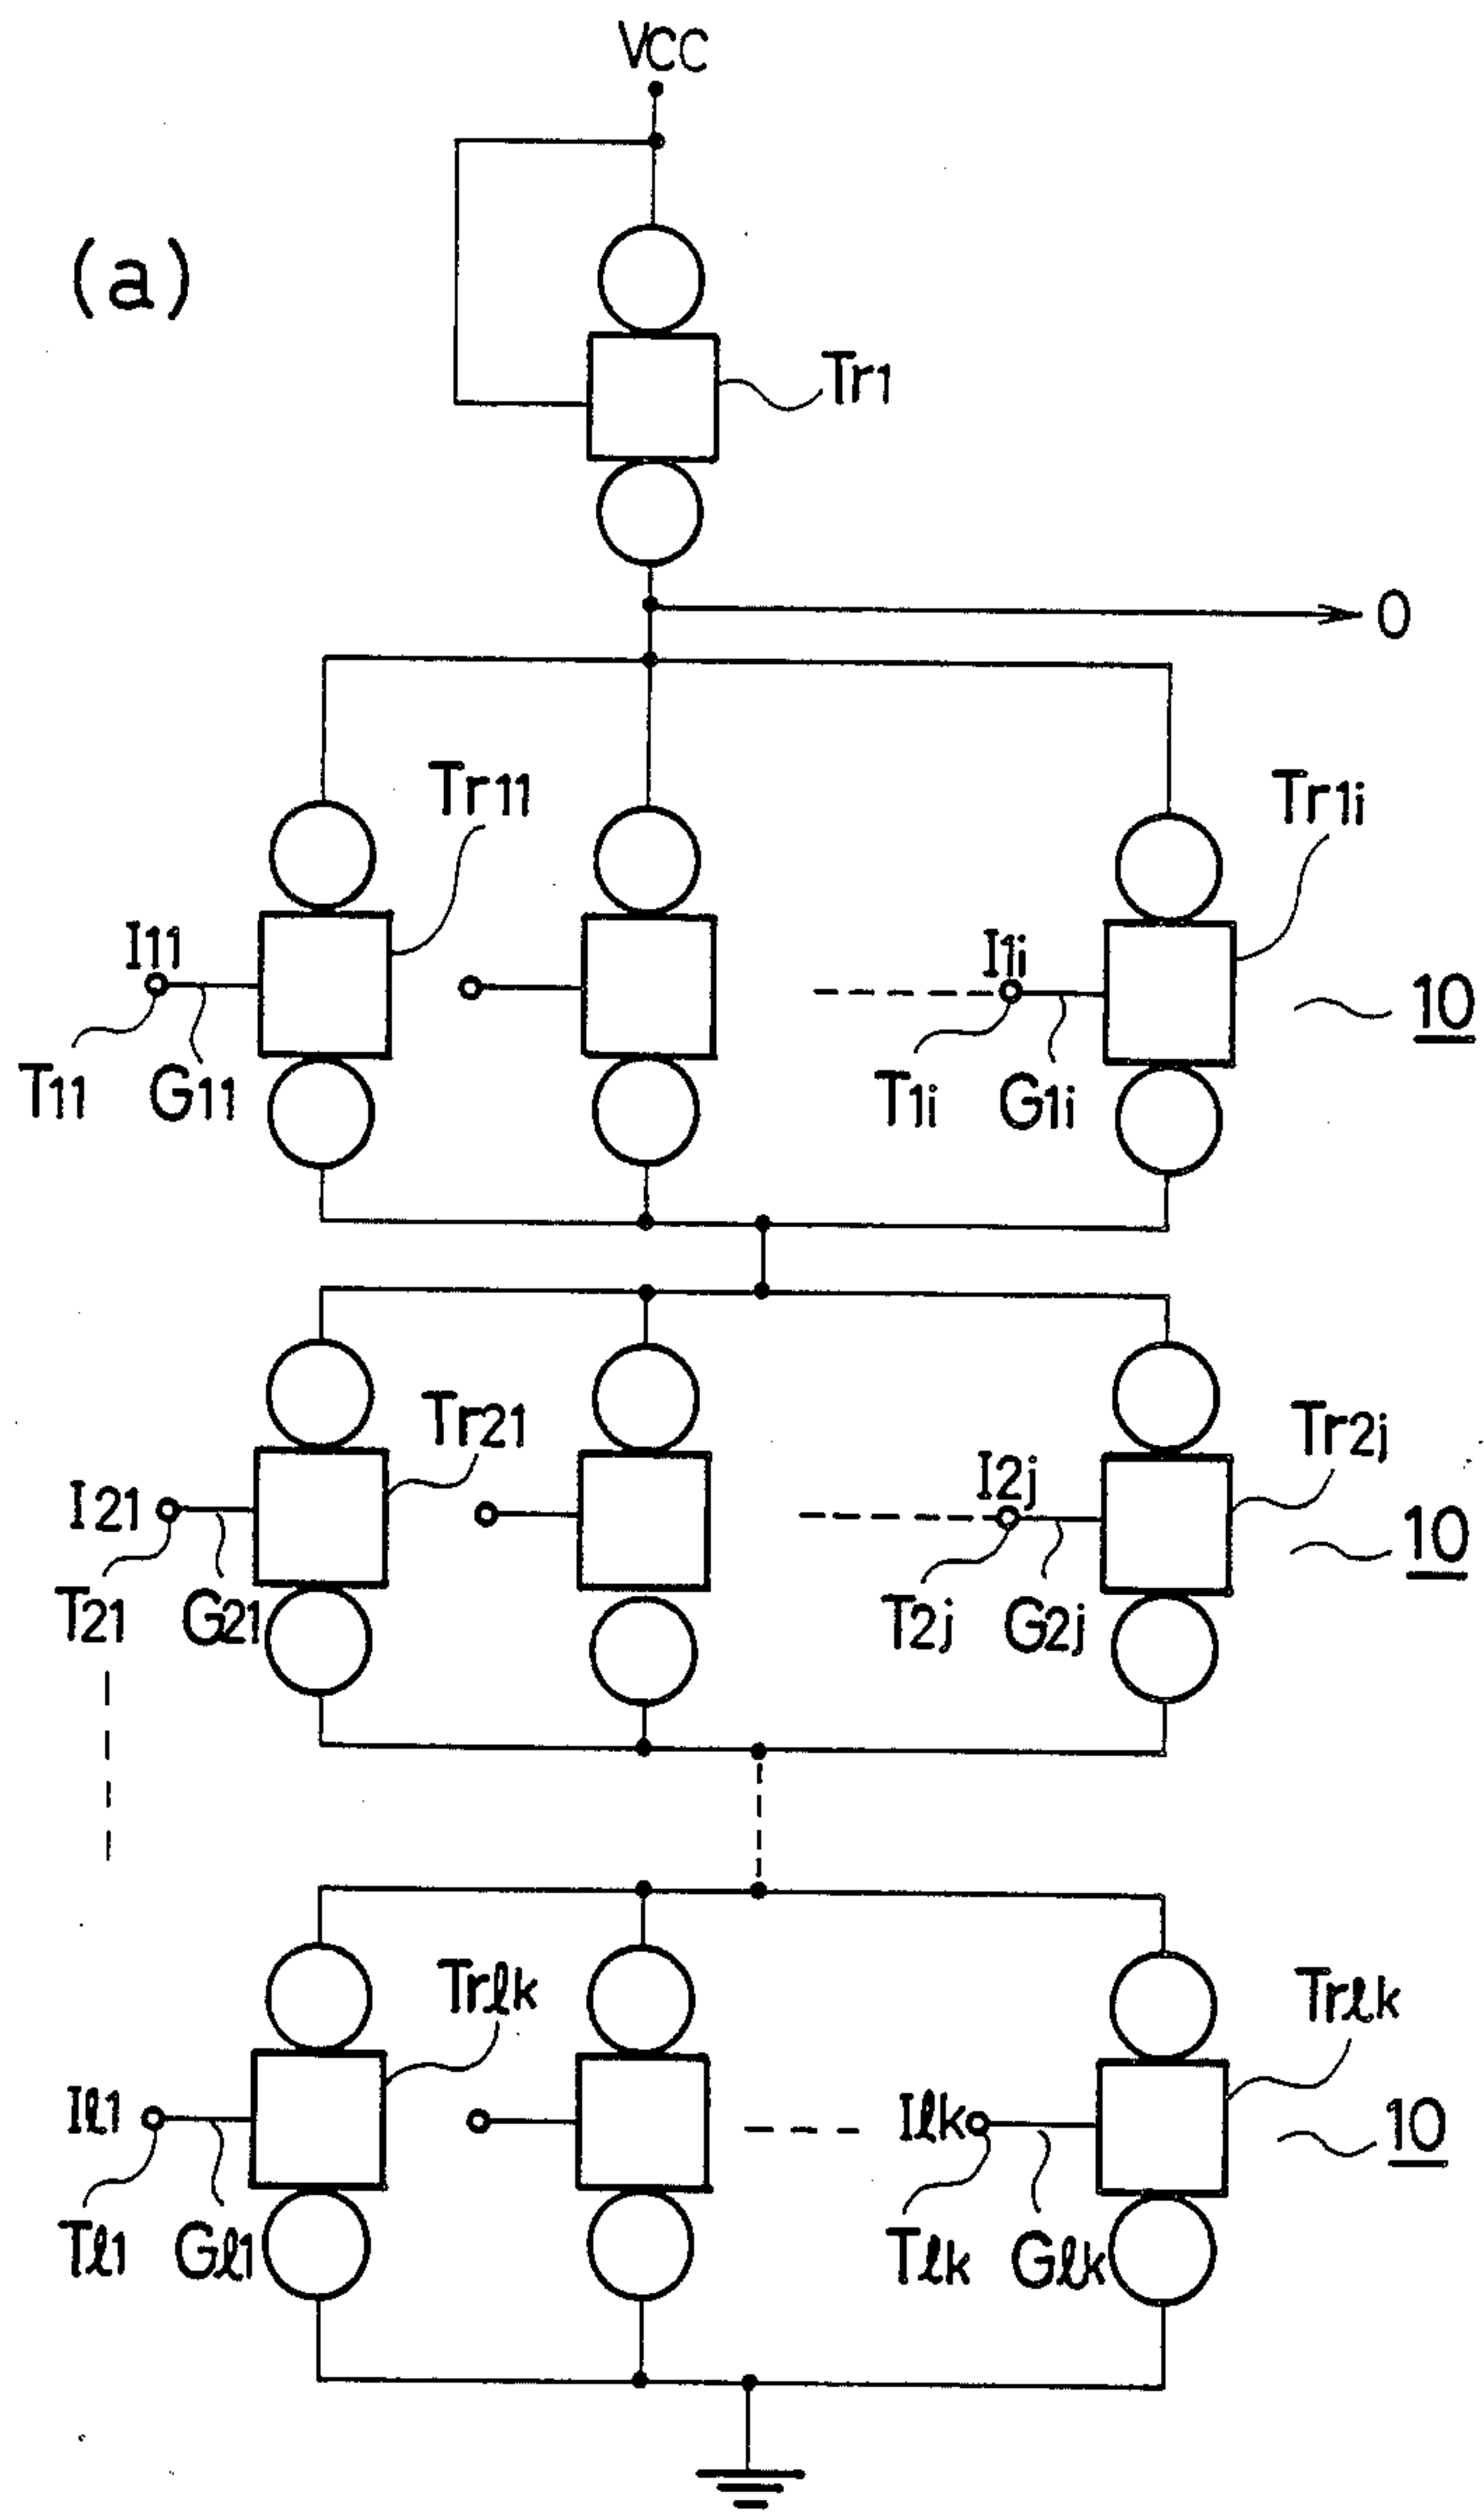 VCC
(a)
Tr1
O
Tr11
Tr1i
I11
I1i
10
T11
G11
T1i
G1i
Tr21
Tr2j
I21
I2j
10
T21
G21
T2j
G2j
Trℓk
Trℓk
Iℓ1
Iℓk
10
Tℓ1
Gℓ1
Tℓk
Gℓk